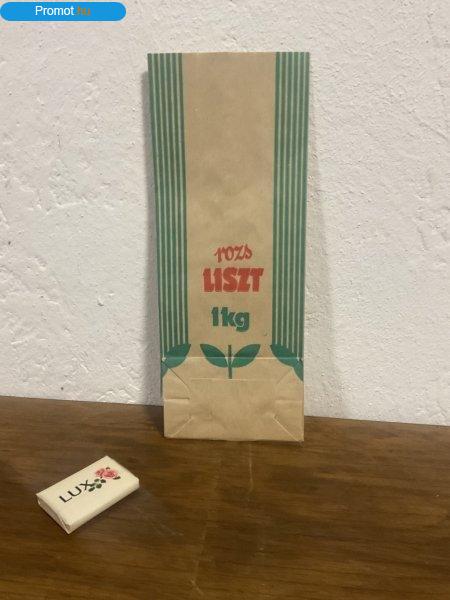 Promot.hu
rozs
LISZT
1kg
LUX